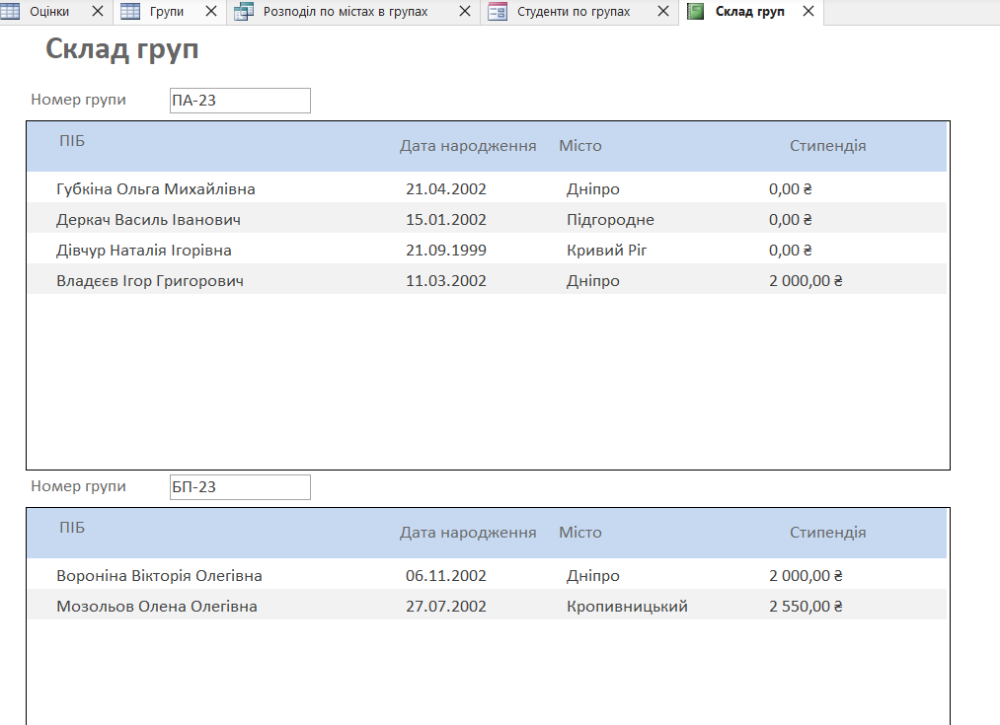 Оцінки Групи Розподіл по містах в групах Студенти по групах Склад груп
Склад груп
Номер групи ПА-23
ПІБ Дата народження Місто Стипендія
Губкіна Ольга Михайлівна 21.04.2002 Дніпро 0,00 ₴
Деркач Василь Іванович 15.01.2002 Підгородне 0,00 ₴
Дівчур Наталія Ігорівна 21.09.1999 Кривий Ріг 0,00 ₴
Владєєв Ігор Григорович 11.03.2002 Дніпро 2 000,00 ₴
Номер групи БП-23
ПІБ Дата народження Місто Стипендія
Вороніна Вікторія Олегівна 06.11.2002 Дніпро 2 000,00 ₴
Мозольов Олена Олегівна 27.07.2002 Кропивницький 2 550,00 ₴